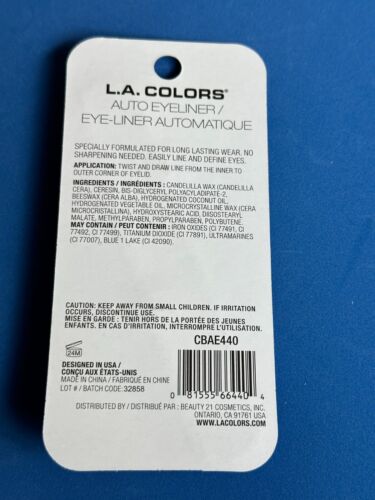 L.A. COLORS®
AUTO EYELINER /
EYE-LINER AUTOMATIQUE
SPECIALLY FORMULATED FOR LONG LASTING WEAR. NO
SHARPENING NEEDED. EASILY LINE AND DEFINE EYES.
APPLICATION: TWIST AND DRAW LINE FROM THE INNER TO
OUTER CORNER OF EYELID.
INGREDIENTS / INGRÉDIENTS : CANDELILLA WAX (CANDELILLA
CERA), CERESIN, BIS-DIGLYCERYL POLYACYLADIPATE-2,
BEESWAX (CERA ALBA), HYDROGENATED COCONUT OIL,
HYDROGENATED VEGETABLE OIL, MICROCRYSTALLINE WAX (CERA
MICROCRISTALLINA), HYDROXYSTEARIC ACID, DIISOSTEARYL
MALATE, METHYLPARABEN, PROPYLPARABEN, POLYBUTENE.
MAY CONTAIN / PEUT CONTENIR : IRON OXIDES (CI 77491, CI
77492, CI 77499), TITANIUM DIOXIDE (CI 77891), ULTRAMARINES
(CI 77007), BLUE 1 LAKE (CI 42090).
CAUTION: KEEP AWAY FROM SMALL CHILDREN. IF IRRITATION
OCCURS, DISCONTINUE USE.
MISE EN GARDE : TENIR HORS DE LA PORTÉE DES JEUNES
ENFANTS. EN CAS D'IRRITATION, INTERROMPRE L'UTILISATION.
24M
CBAE440
DESIGNED IN USA /
CONÇU AUX ÉTATS-UNIS
MADE IN CHINA / FABRIQUÉ EN CHINE
LOT # / BATCH CODE: 32858
0 81555 66440 4
DISTRIBUTED BY / DISTRIBUÉ PAR : BEAUTY 21 COSMETICS, INC.
ONTARIO, CA 91761 USA
WWW.LACOLORS.COM